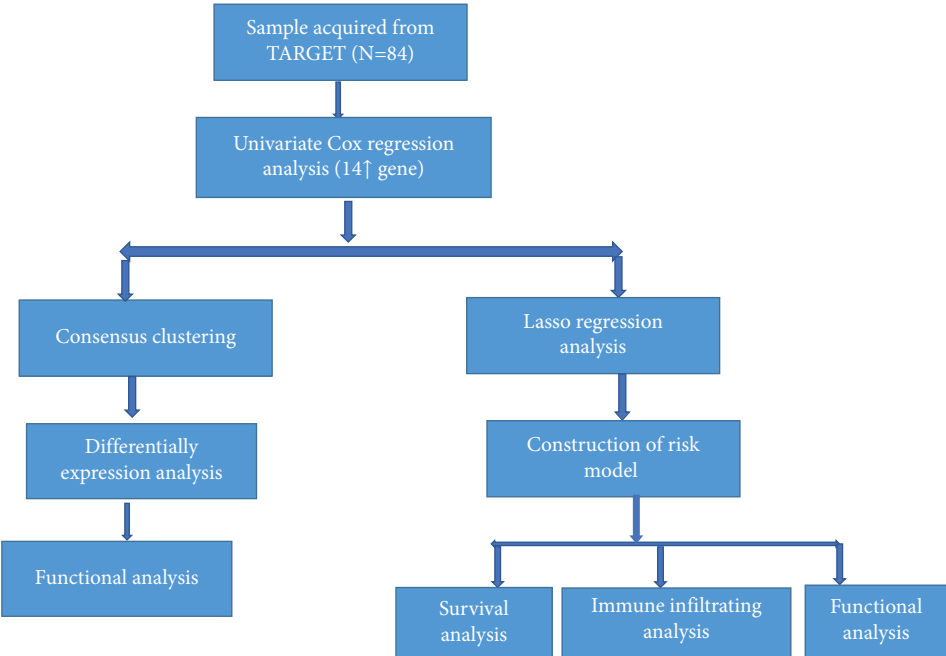 Sample acquired from
TARGET (N=84)
Univariate Cox regression
analysis (14↑ gene)
Consensus clustering
Lasso regression
analysis
Differentially
expression analysis
Construction of risk
model
Functional analysis
Survival
analysis
Immune infiltrating
analysis
Functional
analysis